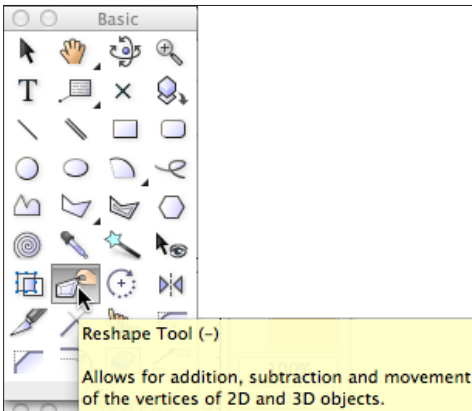 Basic
T
Reshape Tool (–)
Allows for addition, subtraction and movement
of the vertices of 2D and 3D objects.